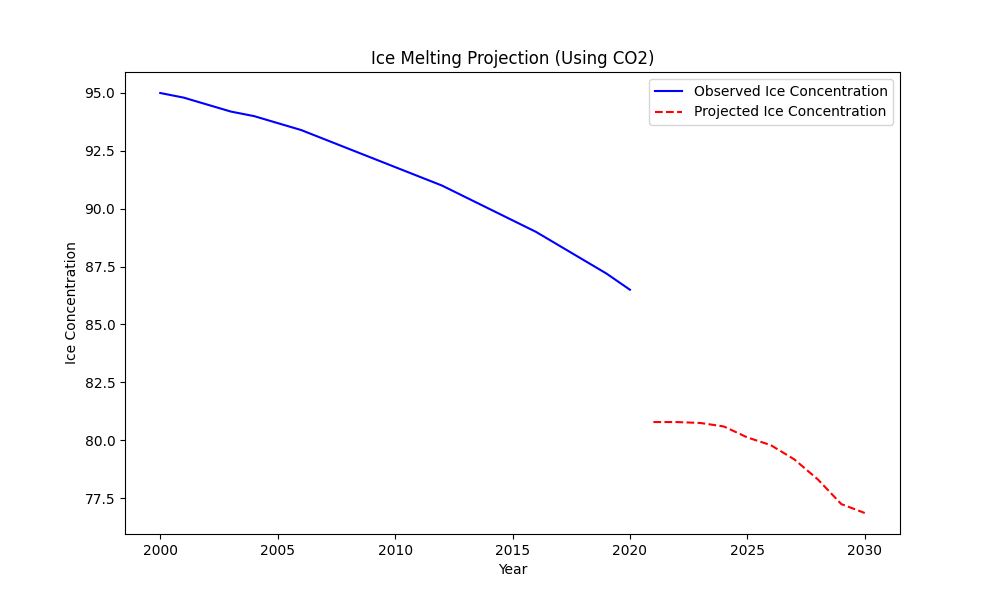 Ice Melting Projection (Using CO2)
Observed Ice Concentration
Projected Ice Concentration
95.0
92.5
90.0
87.5
85.0
82.5
80.0
77.5
Ice Concentration
2000 2005 2010 2015 2020 2025 2030
Year